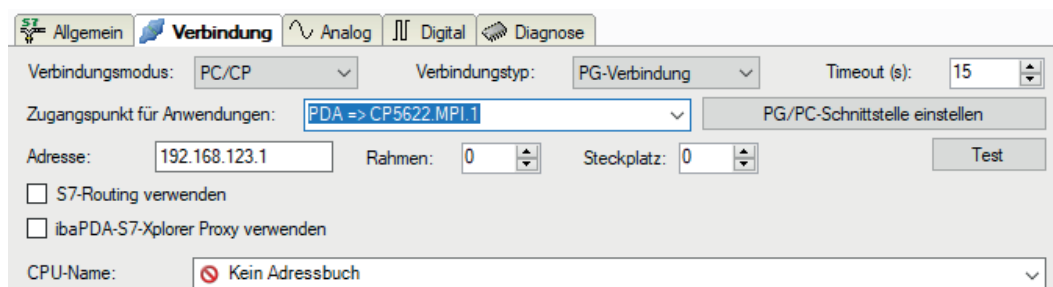 S7 Allgemein Verbindung Analog Digital Diagnose
Verbindungsmodus: PC/CP Verbindungstyp: PG-Verbindung Timeout (s): 15
Zugangspunkt für Anwendungen: PDA => CP5622.MPI.1 PG/PC-Schnittstelle einstellen
Adresse: 192.168.123.1 Rahmen: 0 Steckplatz: 0 Test
S7-Routing verwenden
ibaPDA-S7-Xplorer Proxy verwenden
CPU-Name: Kein Adressbuch